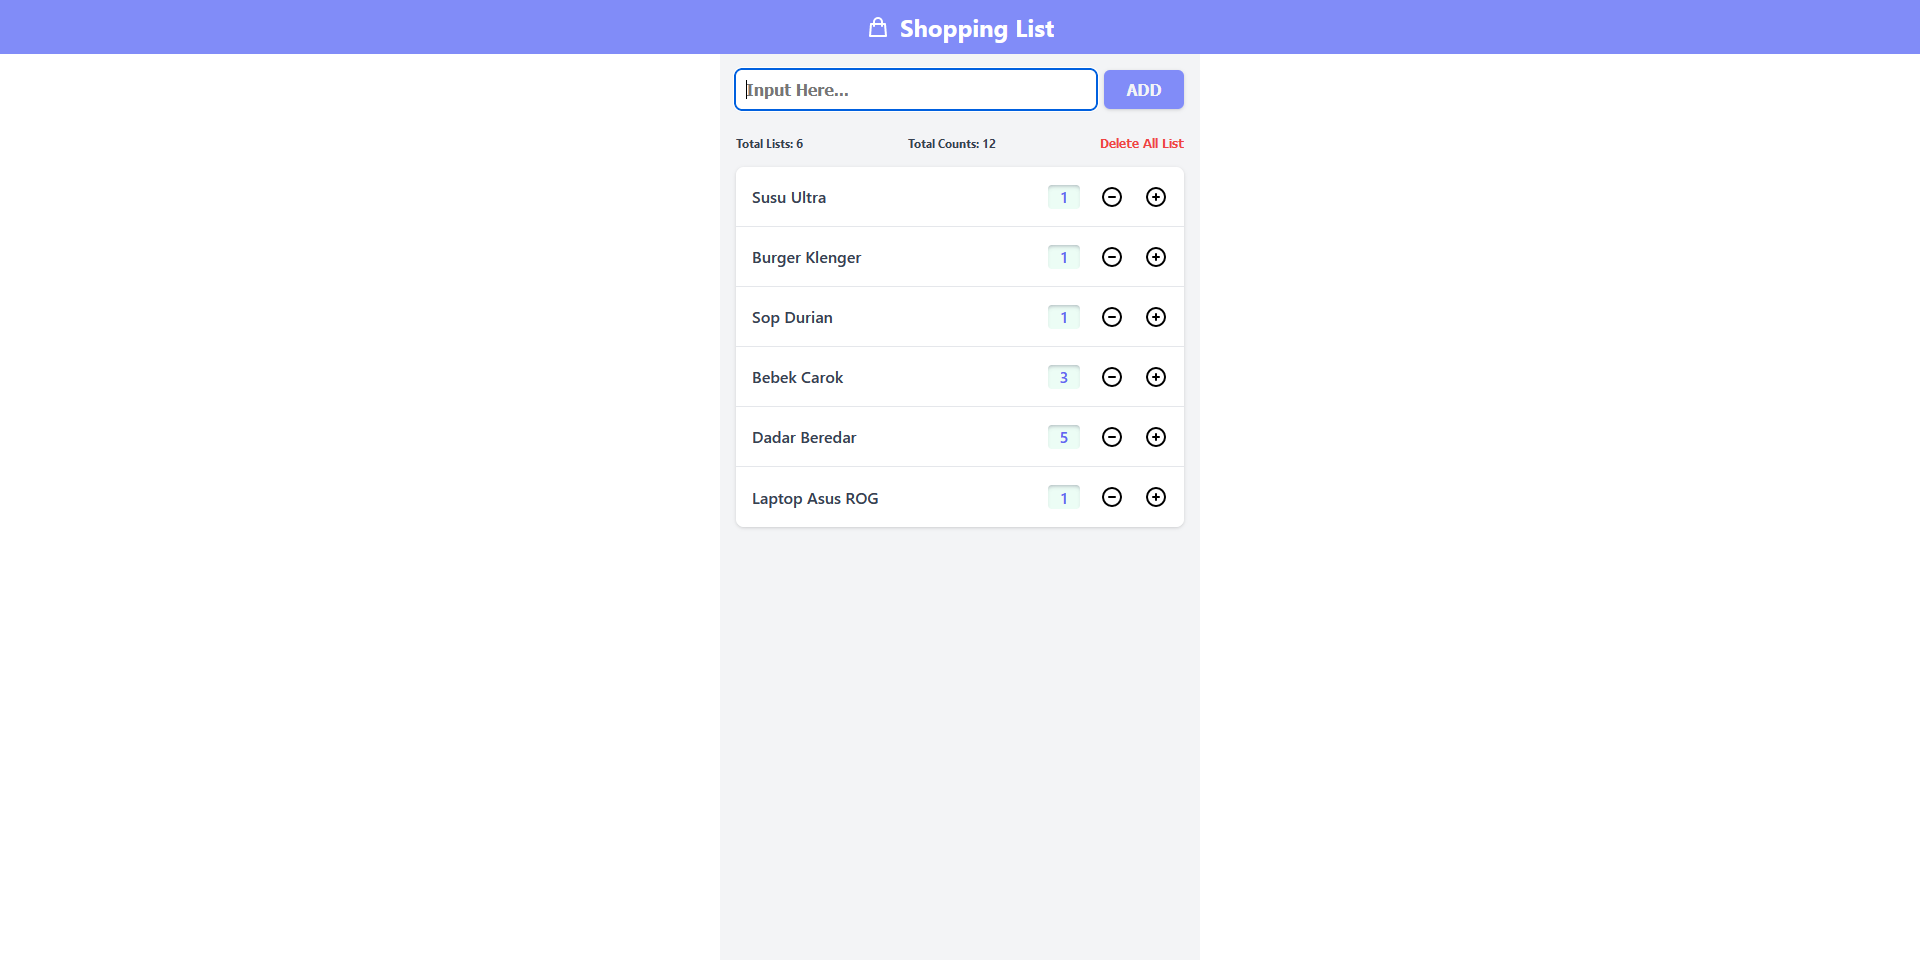 Shopping List
Input Here...
ADD
Total Lists: 6
Total Counts: 12
Delete All List
Susu Ultra 1
Burger Klenger 1
Sop Durian 1
Bebek Carok 3
Dadar Beredar 5
Laptop Asus ROG 1